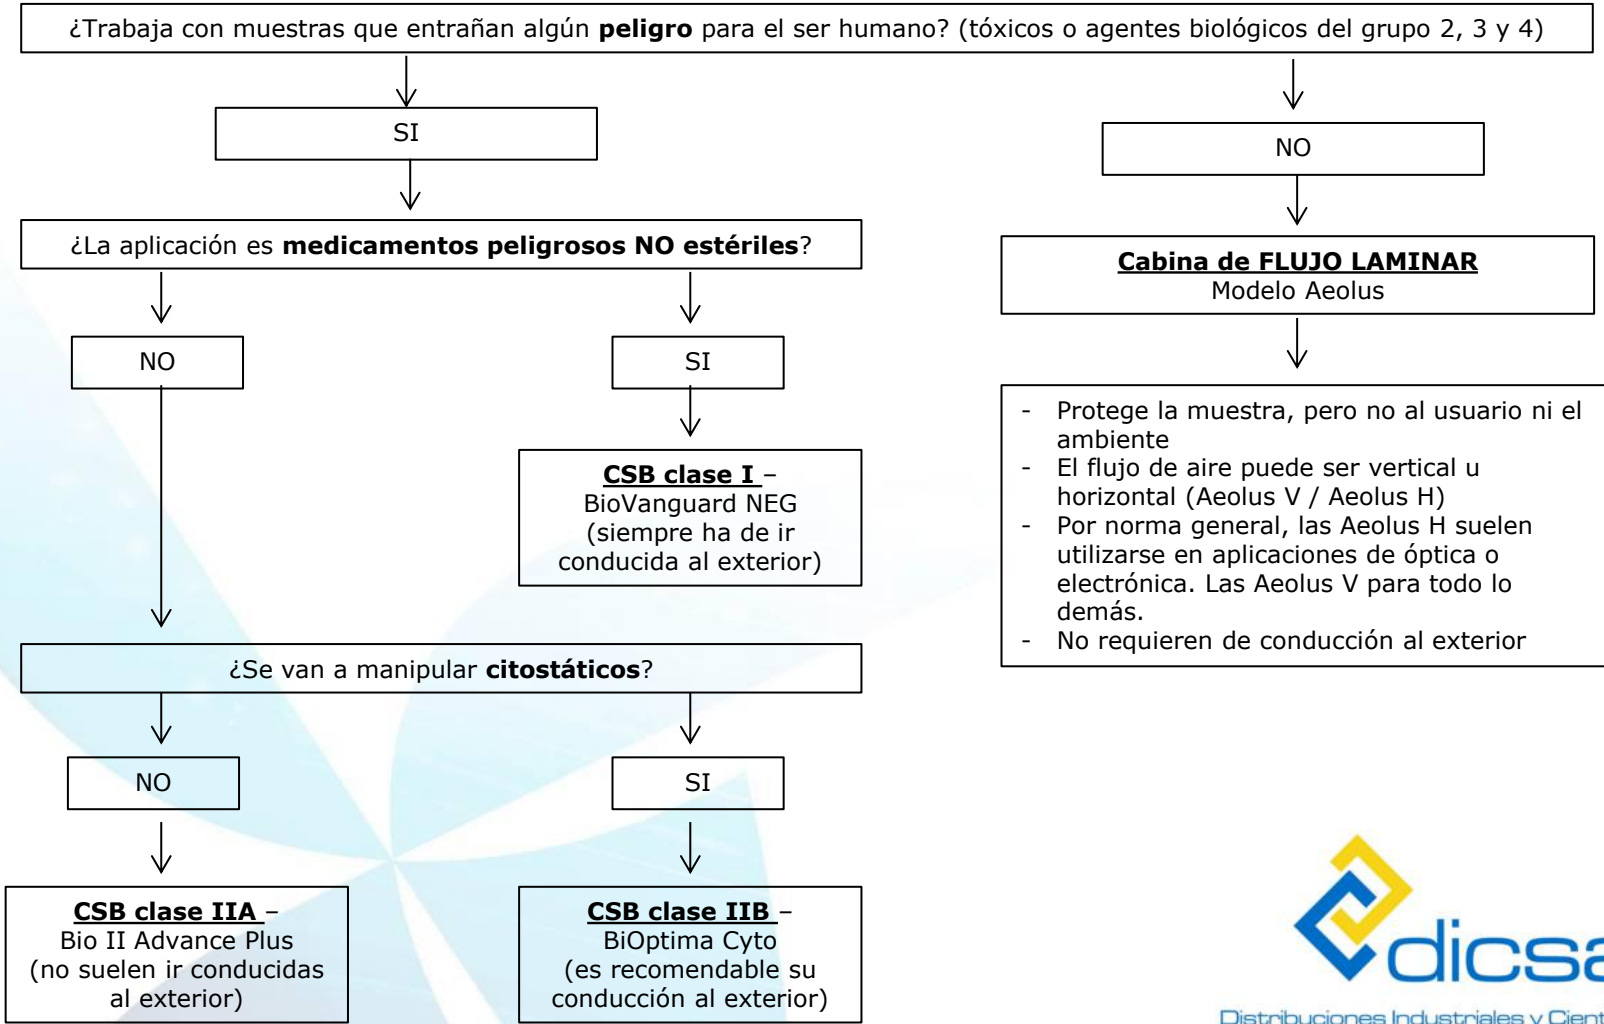 ¿Trabaja con muestras que entrañan algún peligro para el ser humano? (tóxicos o agentes biológicos del grupo 2, 3 y 4)
SI
NO
¿La aplicación es medicamentos peligrosos NO estériles?
Cabina de FLUJO LAMINAR
Modelo Aeolus
NO
SI
- Protege la muestra, pero no al usuario ni el
ambiente
- El flujo de aire puede ser vertical u
horizontal (Aeolus V / Aeolus H)
- Por norma general, las Aeolus H suelen
utilizarse en aplicaciones de óptica o
electrónica. Las Aeolus V para todo lo
demás.
- No requieren de conducción al exterior
CSB clase I –
BioVanguard NEG
(siempre ha de ir
conducida al exterior)
¿Se van a manipular citostáticos?
NO
SI
CSB clase IIA –
Bio II Advance Plus
(no suelen ir conducidas
al exterior)
CSB clase IIB –
BiOptima Cyto
(es recomendable su
conducción al exterior)
dicsa
Distribuciones Industriales y Cient